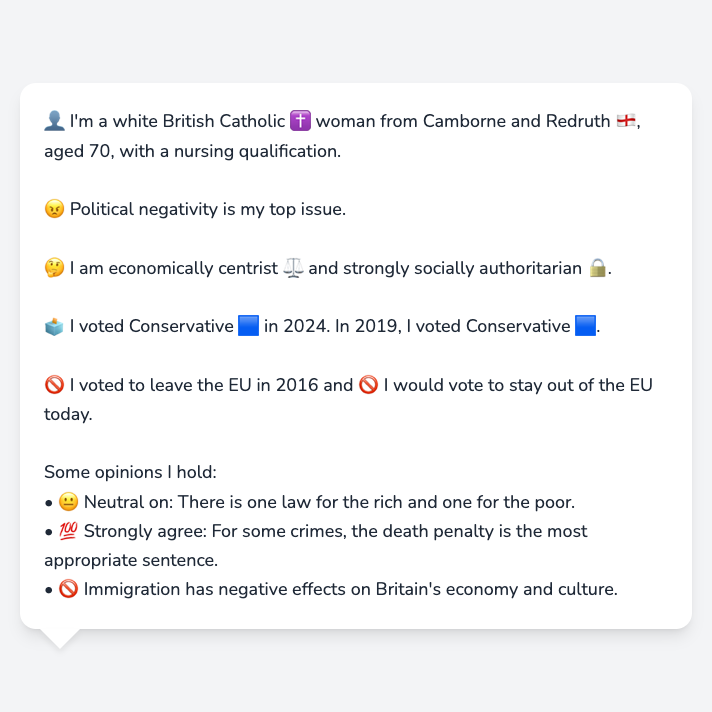 👤 I'm a white British Catholic ✝️ woman from Camborne and Redruth 🏴󠁧󠁢󠁥󠁮󠁧󠁿,
aged 70, with a nursing qualification.
😠 Political negativity is my top issue.
🤔 I am economically centrist ⚖️ and strongly socially authoritarian 🔒.
🗳️ I voted Conservative 🟦 in 2024. In 2019, I voted Conservative 🟦.
🚫 I voted to leave the EU in 2016 and 🚫 I would vote to stay out of the EU
today.
Some opinions I hold:
• 😐 Neutral on: There is one law for the rich and one for the poor.
• 💯 Strongly agree: For some crimes, the death penalty is the most
appropriate sentence.
• 🚫 Immigration has negative effects on Britain's economy and culture.